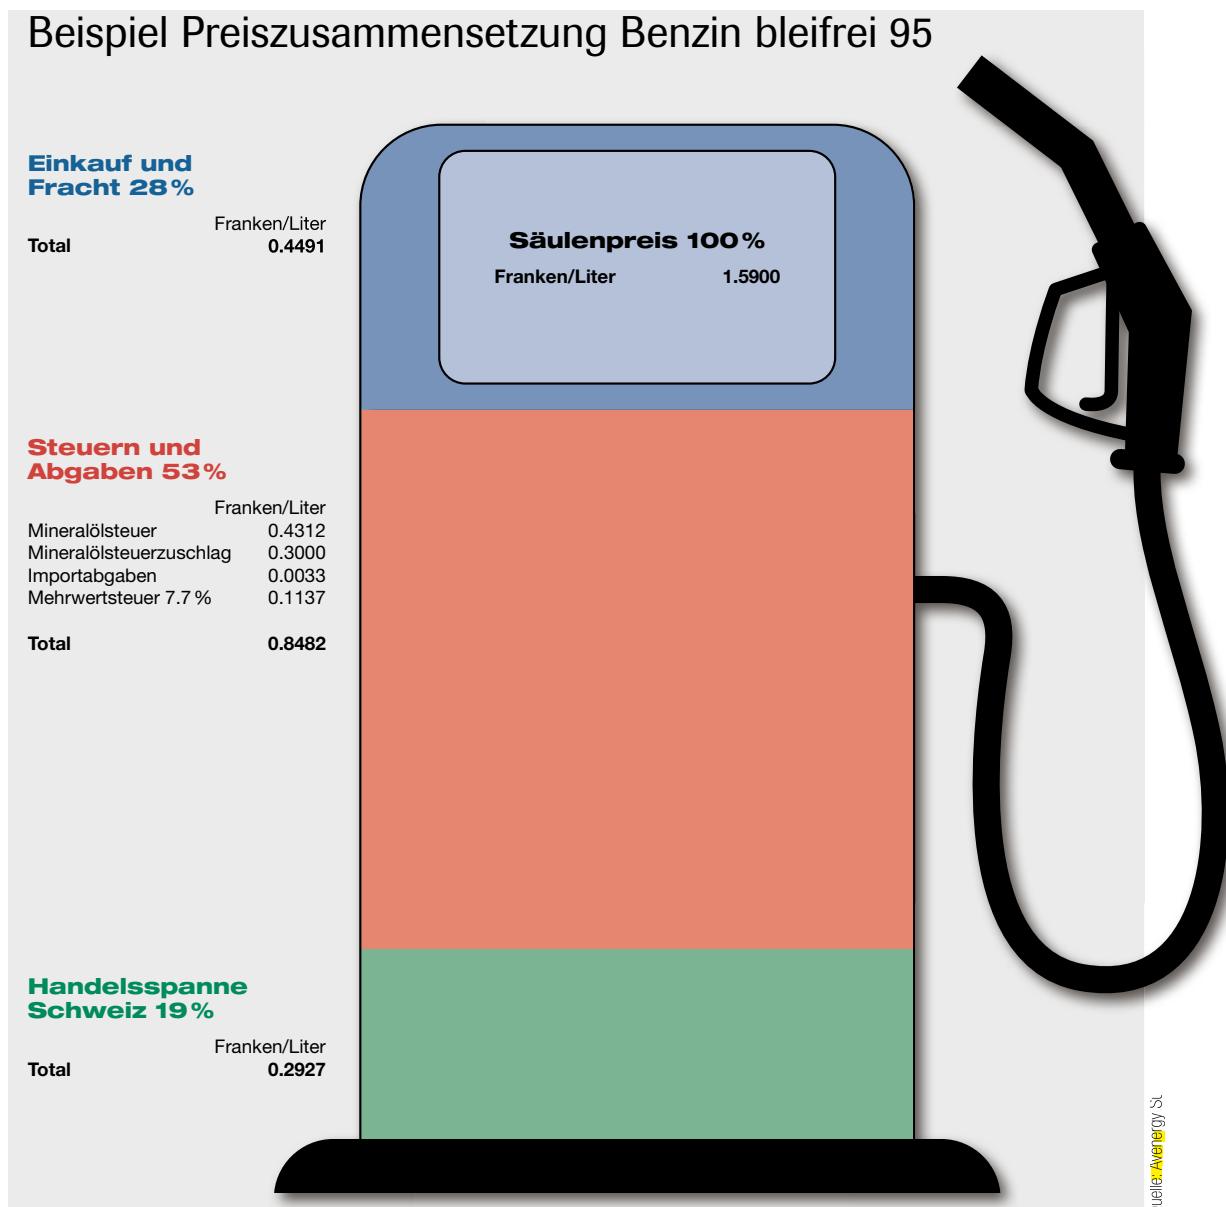 Beispiel Preiszusammensetzung Benzin bleifrei 95
Einkauf und
Fracht 28 %
Franken/Liter
Total 0.4491
Säulenpreis 100 %
Franken/Liter 1.5900
Steuern und
Abgaben 53 %
Franken/Liter
Mineralölsteuer 0.4312
Mineralölsteuerzuschlag 0.3000
Importabgaben 0.0033
Mehrwertsteuer 7.7 % 0.1137
Total 0.8482
Handelsspanne
Schweiz 19 %
Franken/Liter
Total 0.2927
uelle: Avenergy